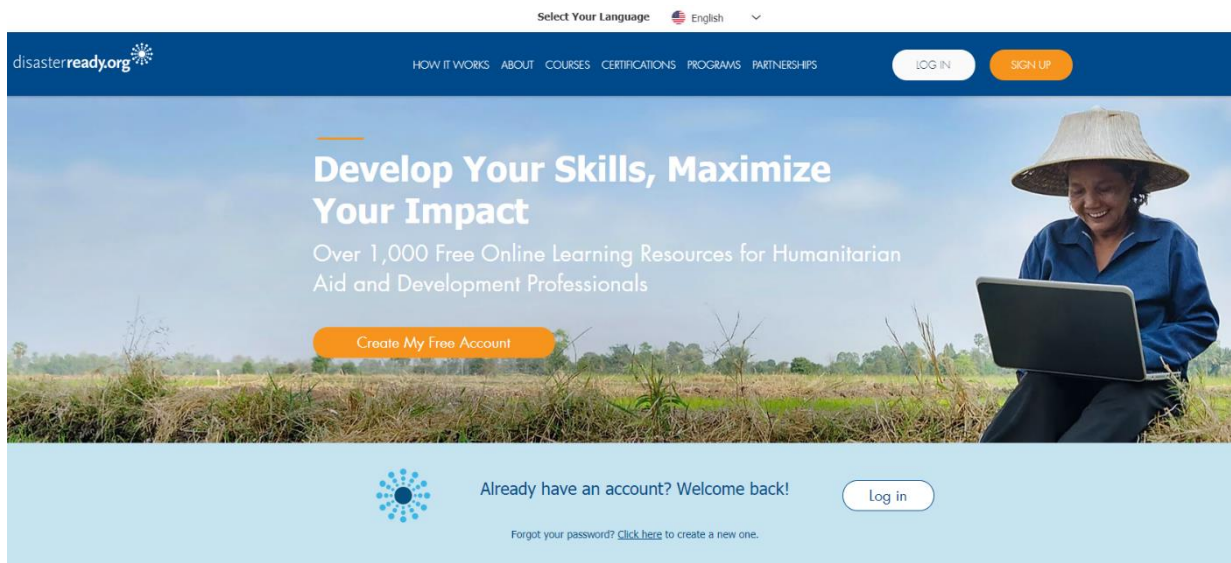 Select Your Language English
disasterready.org
HOW IT WORKS ABOUT COURSES CERTIFICATIONS PROGRAMS PARTNERSHIPS
LOG IN
SIGN UP
Develop Your Skills, Maximize
Your Impact
Over 1,000 Free Online Learning Resources for Humanitarian
Aid and Development Professionals
Create My Free Account
Already have an account? Welcome back!
Log in
Forgot your password? Click here to create a new one.